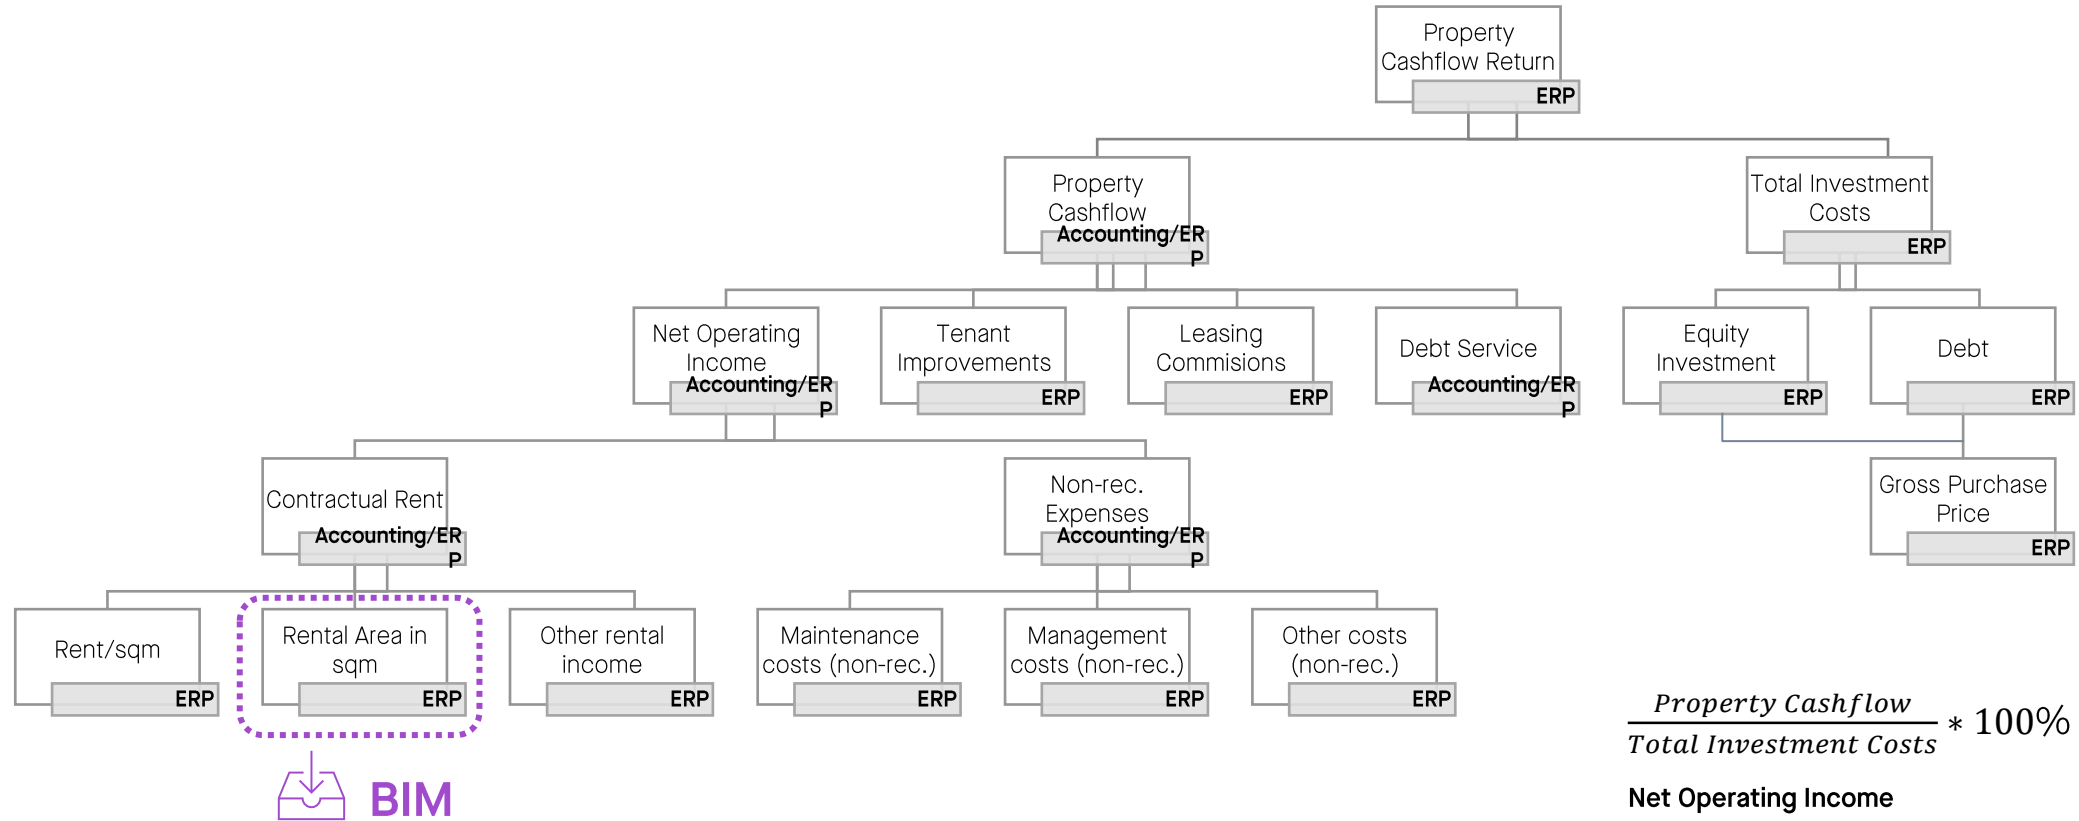 Property
Cashflow Return
ERP
Property
Cashflow
Accounting/ER
P
Total Investment
Costs
ERP
Net Operating
Income
Accounting/ER
P
Tenant
Improvements
ERP
Leasing
Commisions
ERP
Debt Service
Accounting/ER
P
Equity
Investment
ERP
Debt
ERP
Contractual Rent
Accounting/ER
P
Non-rec.
Expenses
Accounting/ER
P
Gross Purchase
Price
ERP
Rent/sqm
ERP
Rental Area in
sqm
ERP
Other rental
income
ERP
Maintenance
costs (non-rec.)
ERP
Management
costs (non-rec.)
ERP
Other costs
(non-rec.)
ERP
BIM
Property Cashflow
Total Investment Costs
* 100%
Net Operating Income